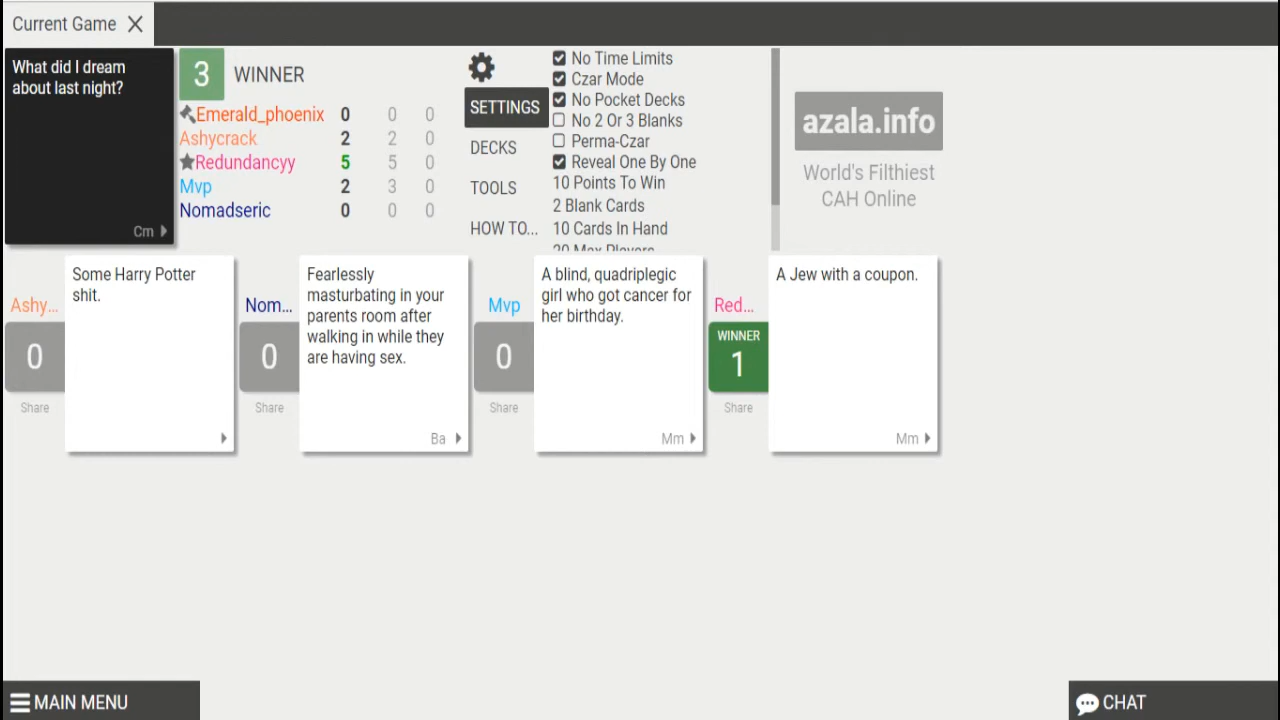 Current Game
What did I dream
about last night?
Cm
3 WINNER
Emerald_phoenix 0 0 0
Ashycrack 2 2 0
Redundancyy 5 5 0
Mvp 2 3 0
Nomadseric 0 0 0
SETTINGS
DECKS
TOOLS
HOW TO...
No Time Limits
Czar Mode
No Pocket Decks
No 2 Or 3 Blanks
Perma-Czar
Reveal One By One
10 Points To Win
2 Blank Cards
10 Cards In Hand
20 Max Players
azala.info
World's Filthiest
CAH Online
Ashy...
0
Share
Some Harry Potter
shit.
Nom...
0
Share
Fearlessly
masturbating in your
parents room after
walking in while they
are having sex.
Ba
Mvp
0
Share
A blind, quadriplegic
girl who got cancer for
her birthday.
Mm
Red...
WINNER
1
Share
A Jew with a coupon.
Mm
MAIN MENU
CHAT